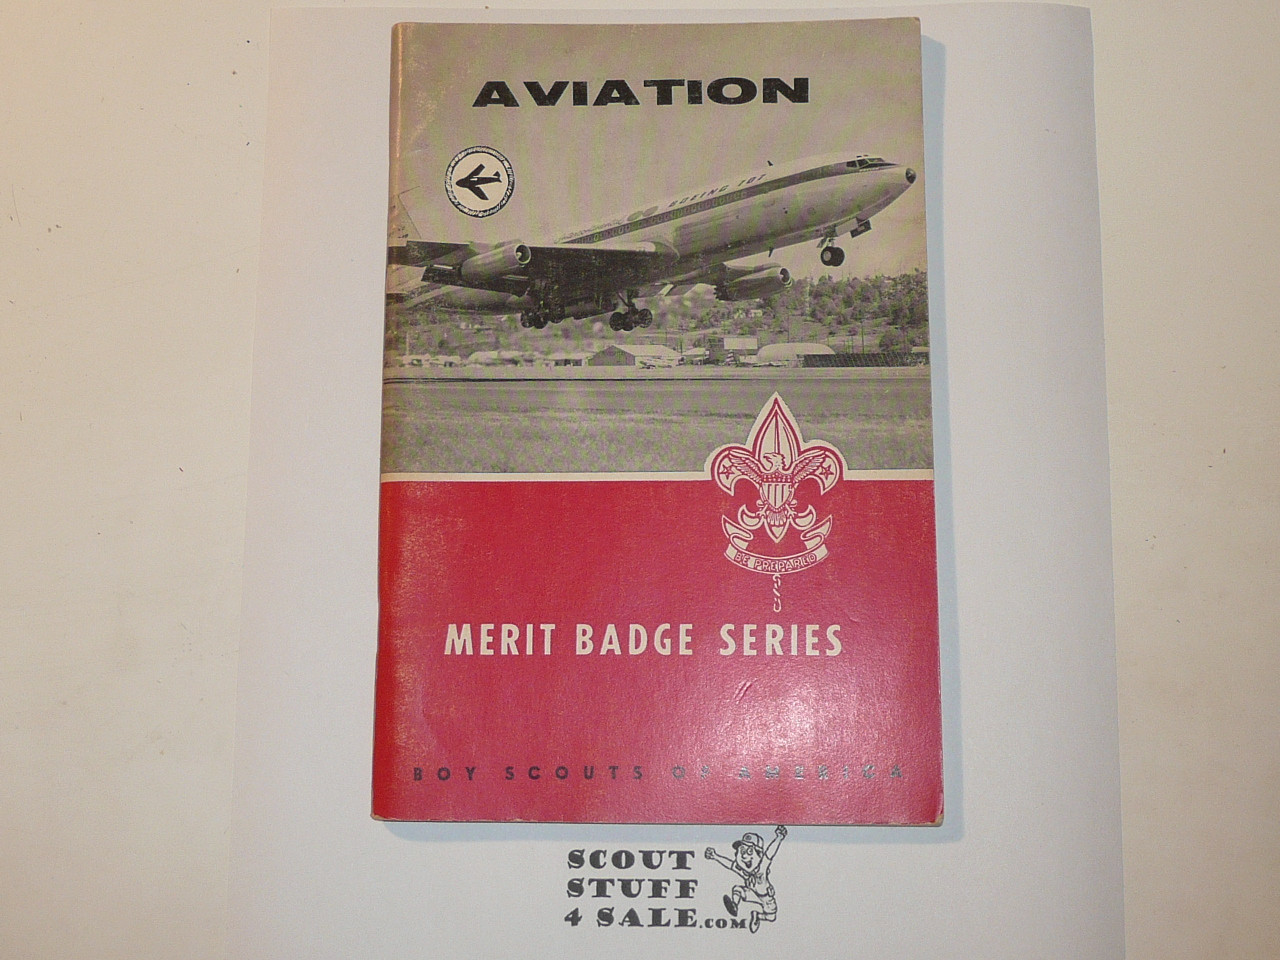 AVIATION
BOEING 707
BE PREPARED
MERIT BADGE SERIES
BOY SCOUTS OF AMERICA
SCOUT
STUFF
4 SALE.COM